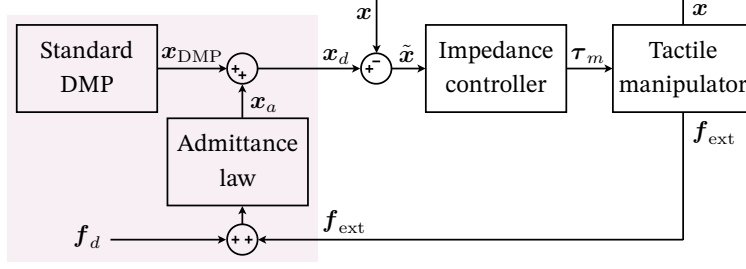 x
x
Standard
DMP
x_DMP
+
+
x_d
−
+
x̃
Impedance
controller
τ_m
Tactile
manipulator
x_a
Admittance
law
f_ext
f_d
+ +
f_ext